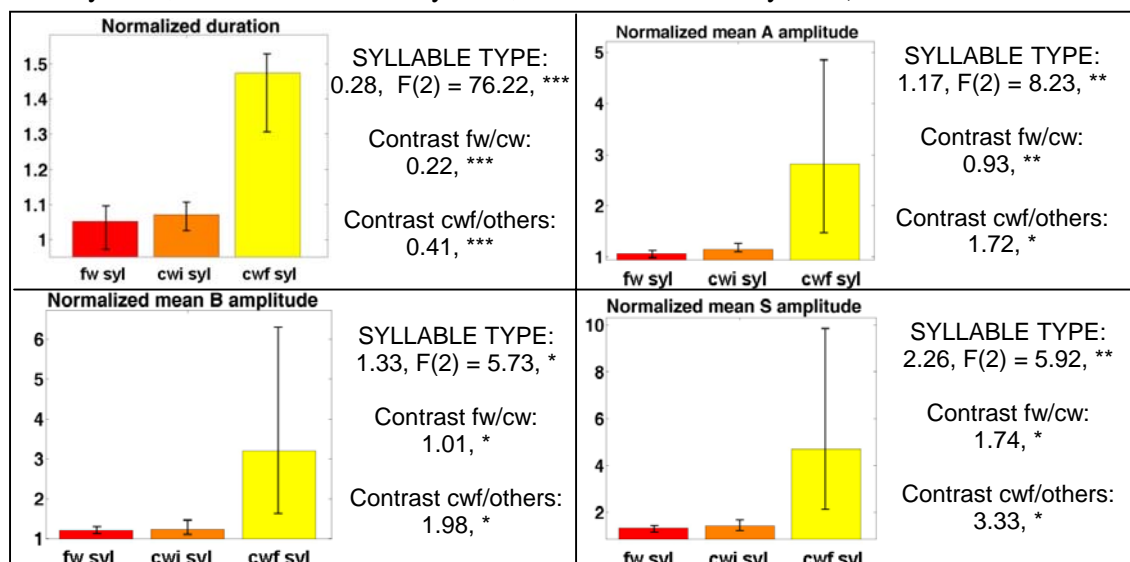 Normalized duration
1.5
1.4
1.3
1.2
1.1
1
fw syl cwi syl cwf syl
SYLLABLE TYPE:
0.28, F(2) = 76.22, ***
Contrast fw/cw:
0.22, ***
Contrast cwf/others:
0.41, ***
Normalized mean A amplitude
5
4
3
2
1
fw syl cwi syl cwf syl
SYLLABLE TYPE:
1.17, F(2) = 8.23, **
Contrast fw/cw:
0.93, **
Contrast cwf/others:
1.72, *
Normalized mean B amplitude
6
5
4
3
2
1
fw syl cwi syl cwf syl
SYLLABLE TYPE:
1.33, F(2) = 5.73, *
Contrast fw/cw:
1.01, *
Contrast cwf/others:
1.98, *
Normalized mean S amplitude
10
8
6
4
2
fw syl cwi syl cwf syl
SYLLABLE TYPE:
2.26, F(2) = 5.92, **
Contrast fw/cw:
1.74, *
Contrast cwf/others:
3.33, *